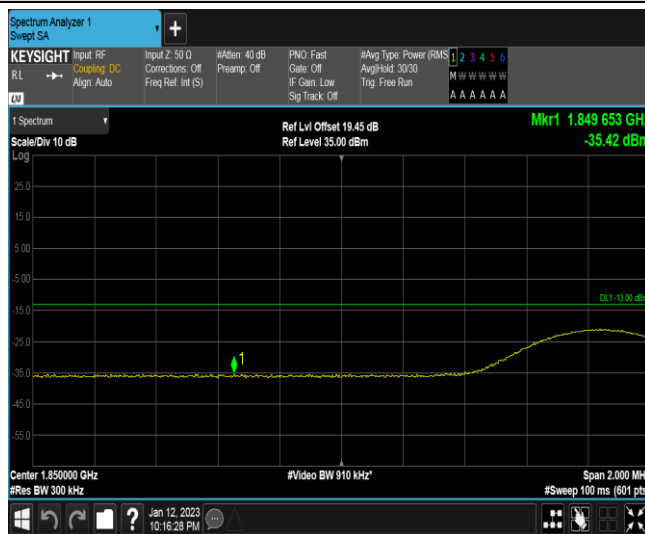 Spectrum Analyzer 1
Swept SA
+
KEYSIGHT
RL
LXI
Input: RF
Coupling: DC
Align: Auto
Input Z: 50 Ω
Corrections: Off
Freq Ref: Int (S)
#Atten: 40 dB
Preamp: Off
PNO: Fast
Gate: Off
IF Gain: Low
Sig Track: Off
#Avg Type: Power (RMS
Avg|Hold: 30/30
Trig: Free Run
1 2 3 4 5 6
M W W W W W
A A A A A A
1 Spectrum
Scale/Div 10 dB
Log
Ref Lvl Offset 19.45 dB
Ref Level 35.00 dBm
Mkr1 1.849 653 GH
-35.42 dBm
25.0
15.0
5.00
-5.00
DL1 -13.00 dBm
-15.0
-25.0
1
-35.0
-45.0
-55.0
Center 1.850000 GHz
#Res BW 300 kHz
#Video BW 910 kHz*
Span 2.000 MH
#Sweep 100 ms (601 pts
?
Jan 12, 2023
10:16:28 PM